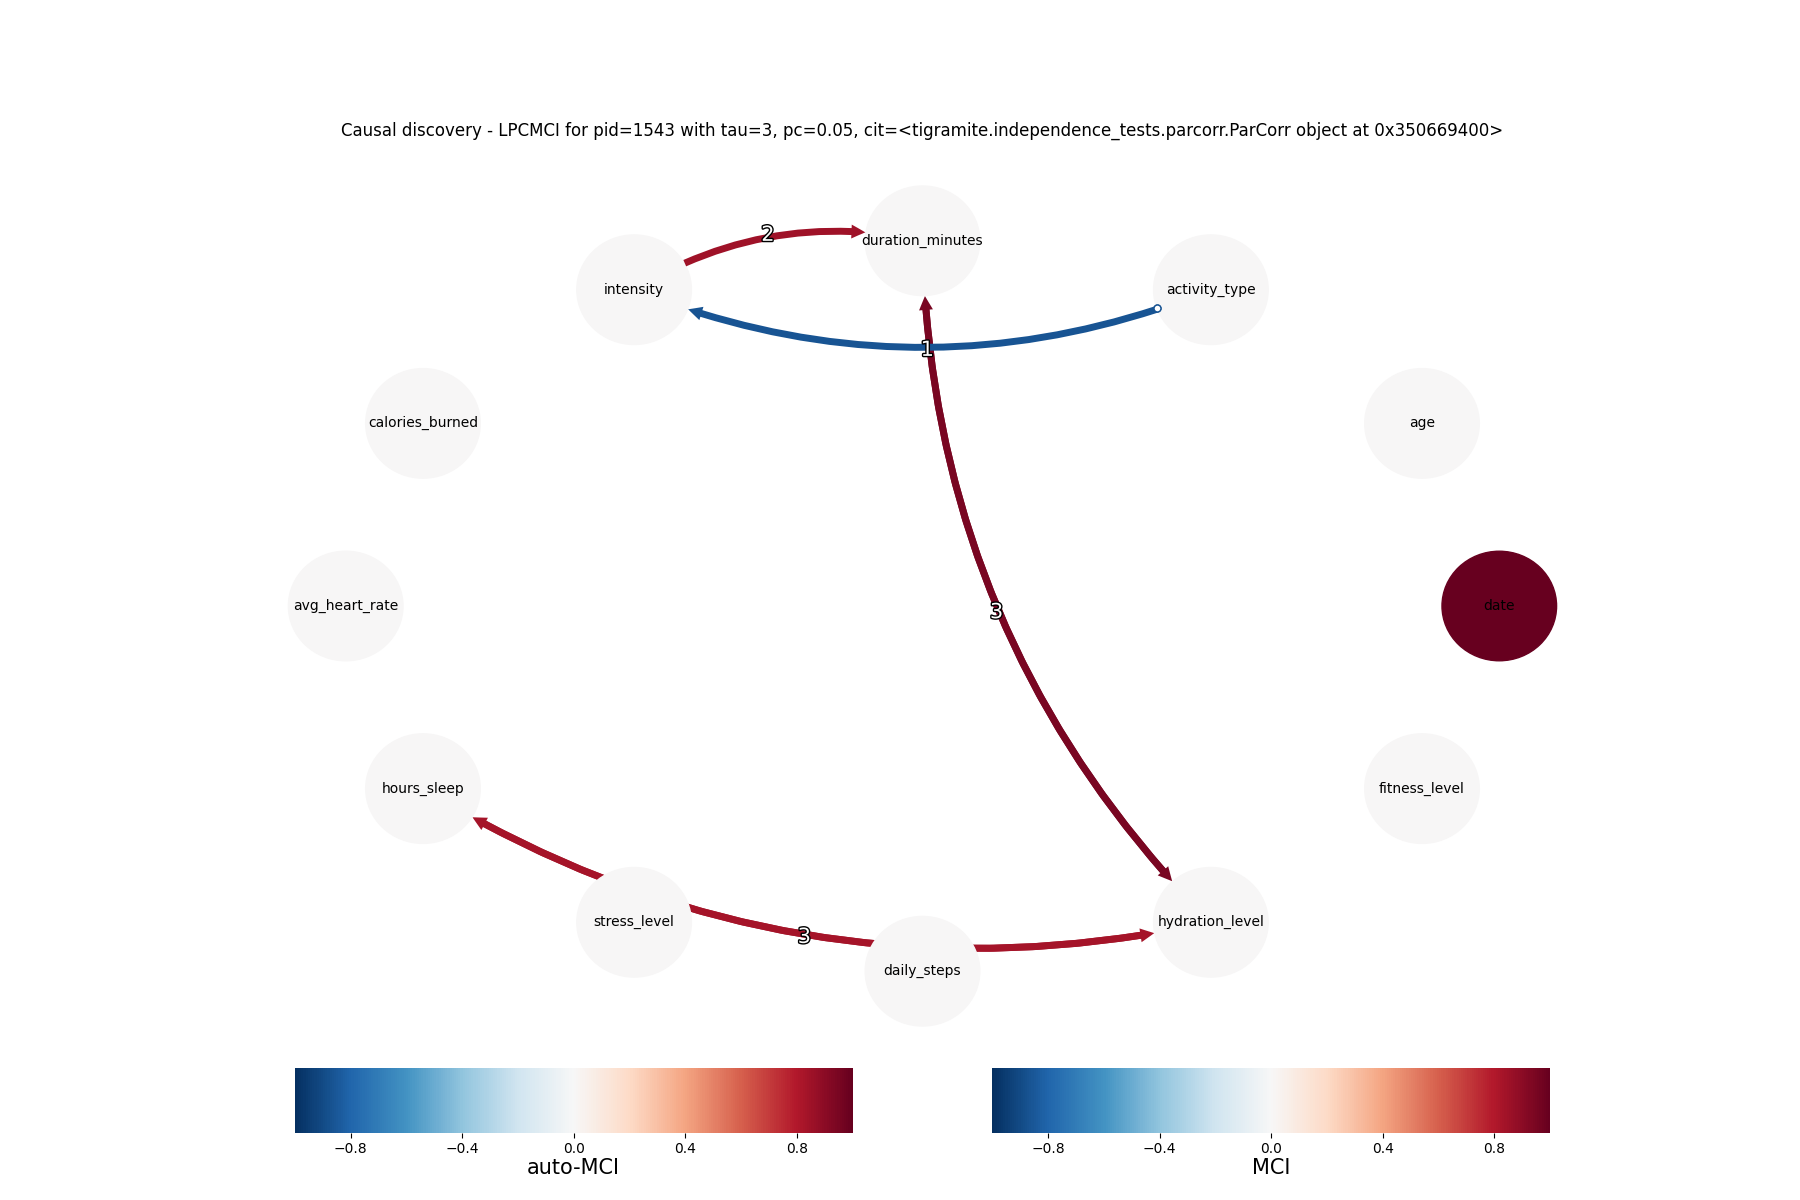 Causal discovery - LPCMCI for pid=1543 with tau=3, pc=0.05, cit=<tigramite.independence_tests.parcorr.ParCorr object at 0x350669400>
2
duration_minutes
intensity
activity_type
1
calories_burned
age
avg_heart_rate
date
3
hours_sleep
fitness_level
stress_level
hydration_level
3
daily_steps
−0.8 −0.4 0.0 0.4 0.8
auto-MCI
−0.8 −0.4 0.0 0.4 0.8
MCI